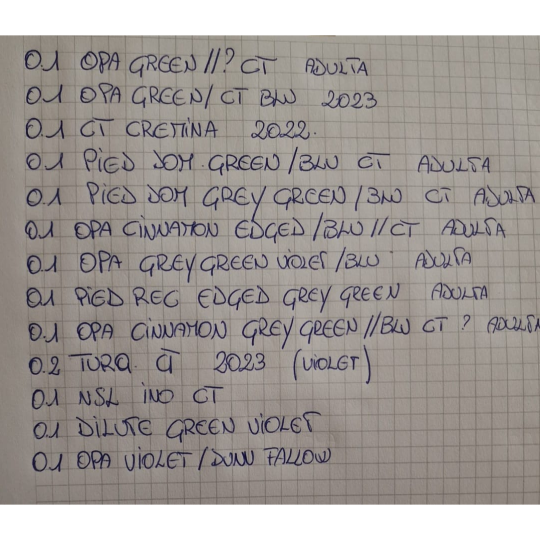 0.1 OPA GREEN//? CT ADULTA
0.1 OPA GREEN/CT BLU 2023
0.1 CT CREMINA 2022.
0.1 PIED DOM GREEN/BLU CT ADULTA
0.1 PIED DOM GREY GREEN/BLU CT ADULTA
0.1 OPA CINNAMON EDGED/BLU//CT ADULTA
0.1 OPA GREY GREEN VIOLET/BLU ADULTA
0.1 PIED REC EDGED GREY GREEN ADULTA
0.1 OPA CINNAMON GREY GREEN//BLU CT ? ADULTA
0.2 TURQ. CT 2023 (VIOLET)
0.1 NSL INO CT
0.1 DILUTE GREEN VIOLET
0.1 OPA VIOLET/DUNN FALLOW